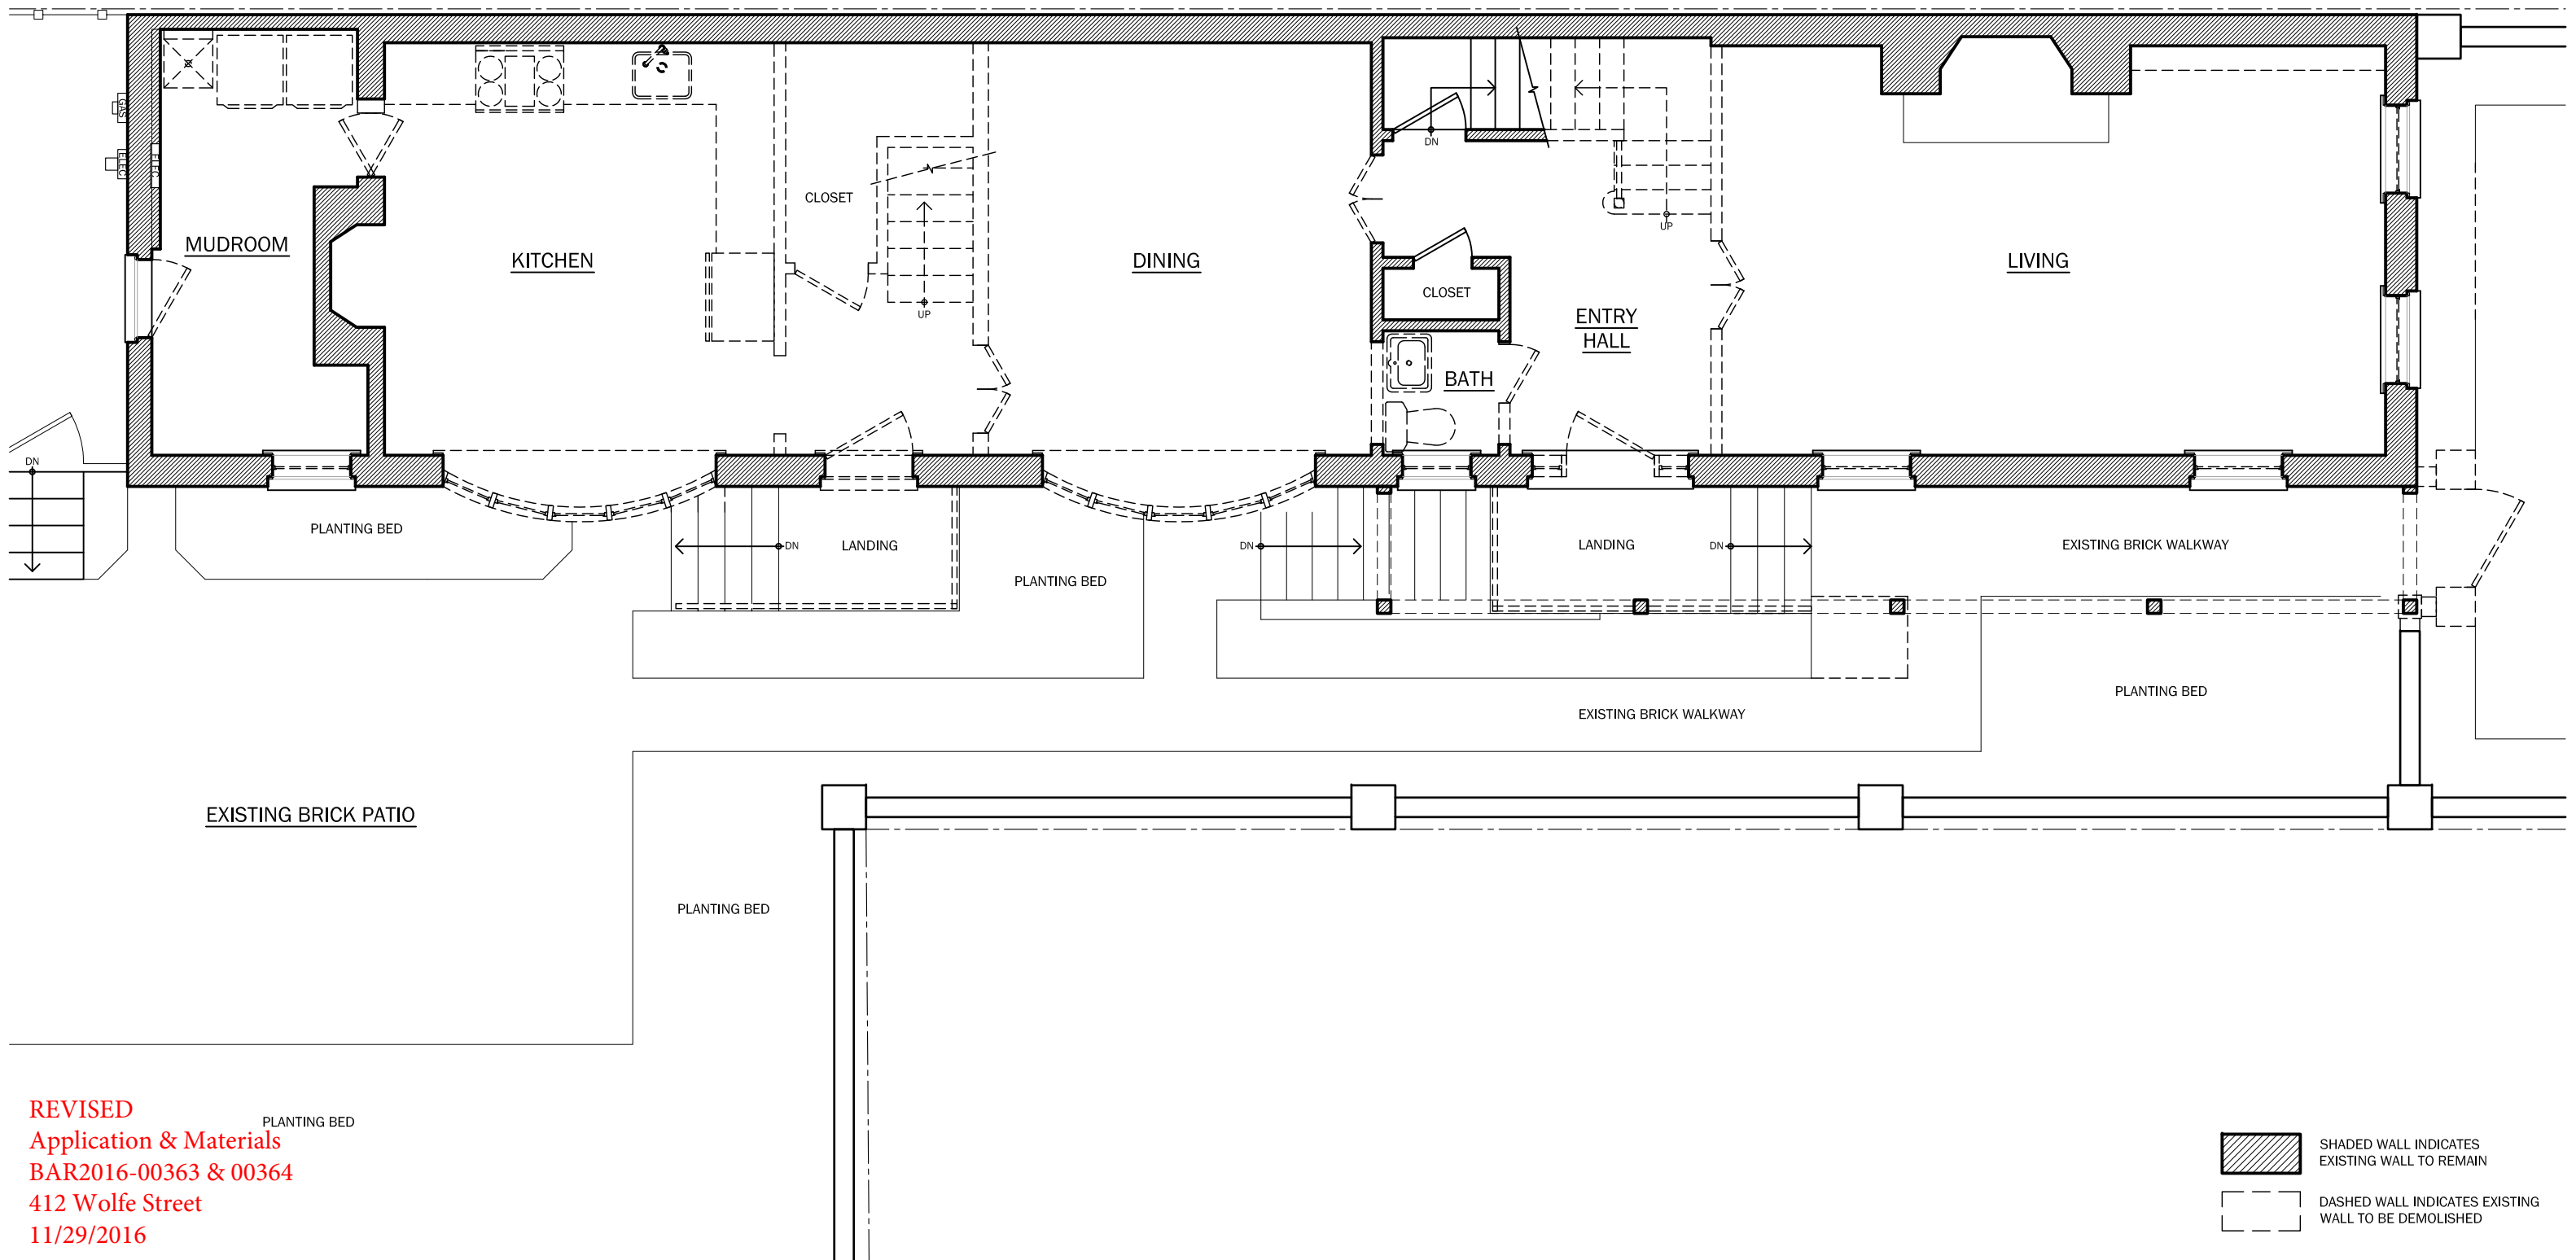 GAS
ELEC
ELEC
MUDROOM
KITCHEN
CLOSET
UP
DINING
DN
UP
CLOSET
ENTRY
HALL
BATH
LIVING
DN
PLANTING BED
DN
LANDING
PLANTING BED
DN
LANDING
DN
EXISTING BRICK WALKWAY
EXISTING BRICK WALKWAY
PLANTING BED
EXISTING BRICK PATIO
PLANTING BED
PLANTING BED
REVISED
Application & Materials
BAR2016-00363 & 00364
412 Wolfe Street
11/29/2016
SHADED WALL INDICATES
EXISTING WALL TO REMAIN
DASHED WALL INDICATES EXISTING
WALL TO BE DEMOLISHED